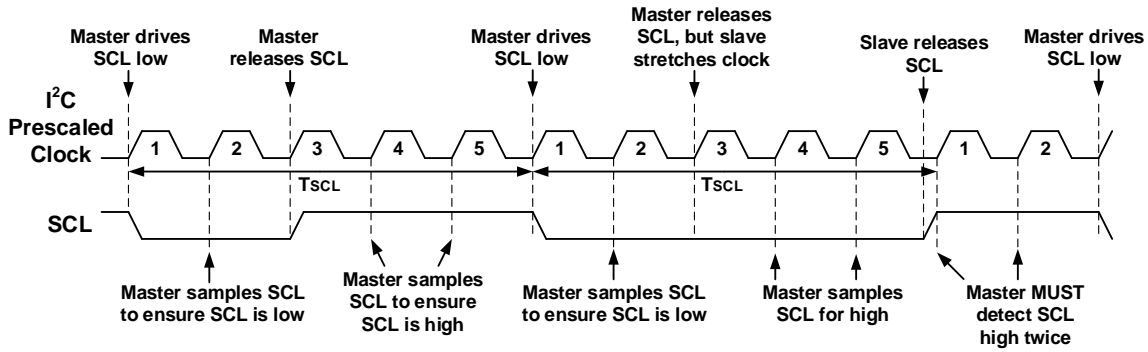 Master drives
SCL low
Master
releases SCL
Master drives
SCL low
Master releases
SCL, but slave
stretches clock
Slave releases
SCL
Master drives
SCL low
I2C
Prescaled
Clock
1 2 3 4 5 1 2 3 4 5 1 2
TSCL TSCL
SCL
Master samples SCL
to ensure SCL is low
Master samples
SCL to ensure
SCL is high
Master samples SCL
to ensure SCL is low
Master samples
SCL for high
Master MUST
detect SCL
high twice